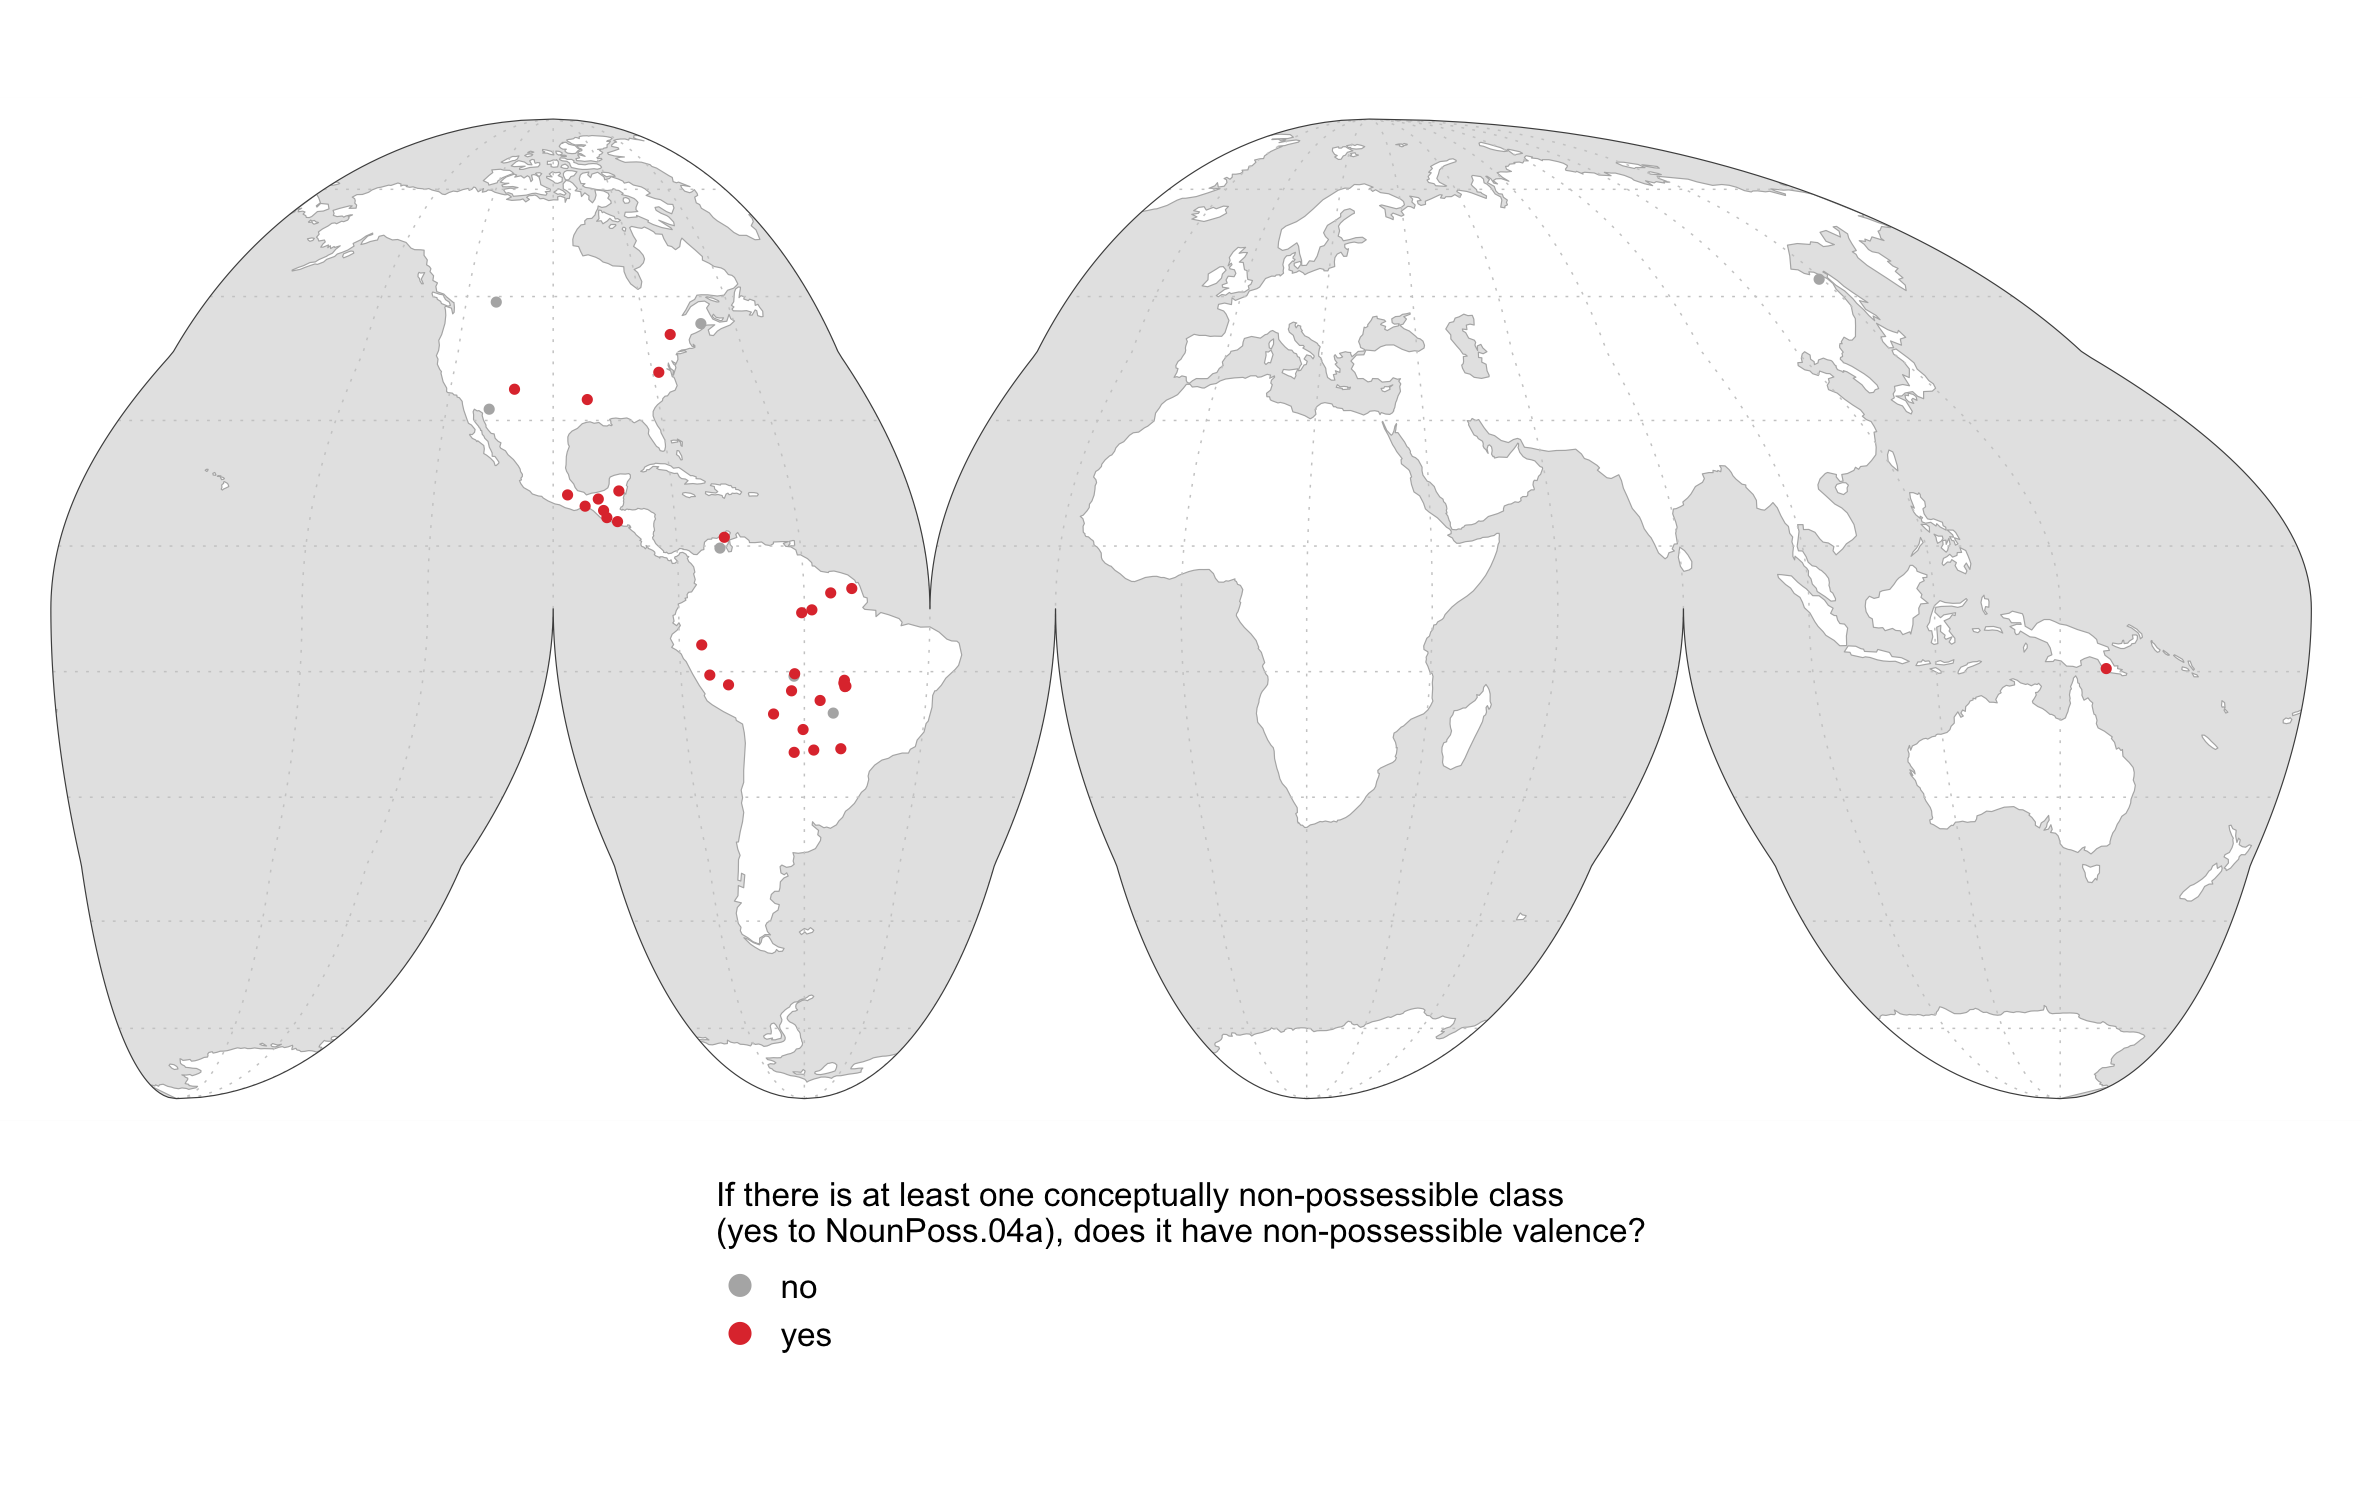 If there is at least one conceptually non-possessible class
(yes to NounPoss.04a), does it have non-possessible valence?
no
yes